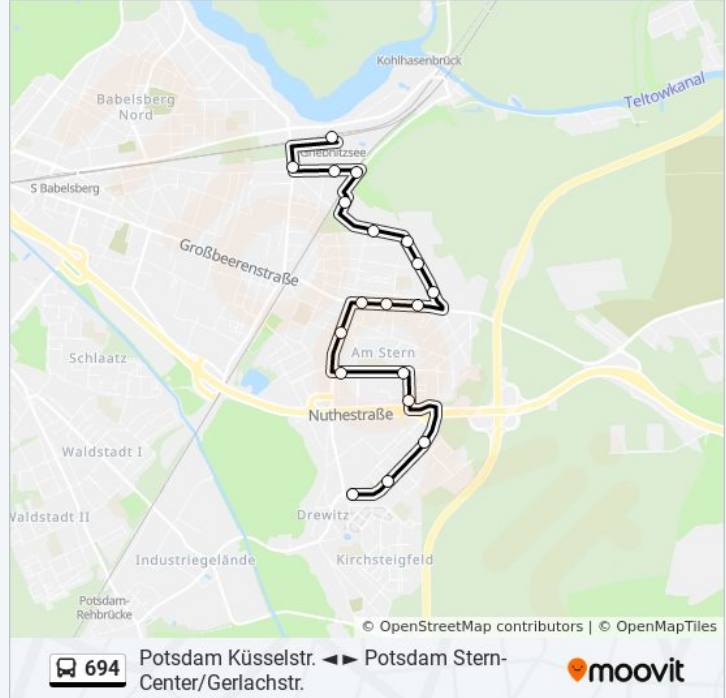 Kohlhasenbrück
Teltowkanal
Babelsberg
Nord
Griebnitzsee
S Babelsberg
Großbeerenstraße
Am Stern
Schlaatz
Nuthestraße
Waldstadt I
Waldstadt II
Drewitz
Industriegelände
Kirchsteigfeld
Potsdam-
Rehbrücke
© OpenStreetMap contributors | © OpenMapTiles
694
Potsdam Küsselstr. ◄► Potsdam Stern-
Center/Gerlachstr.
moovit